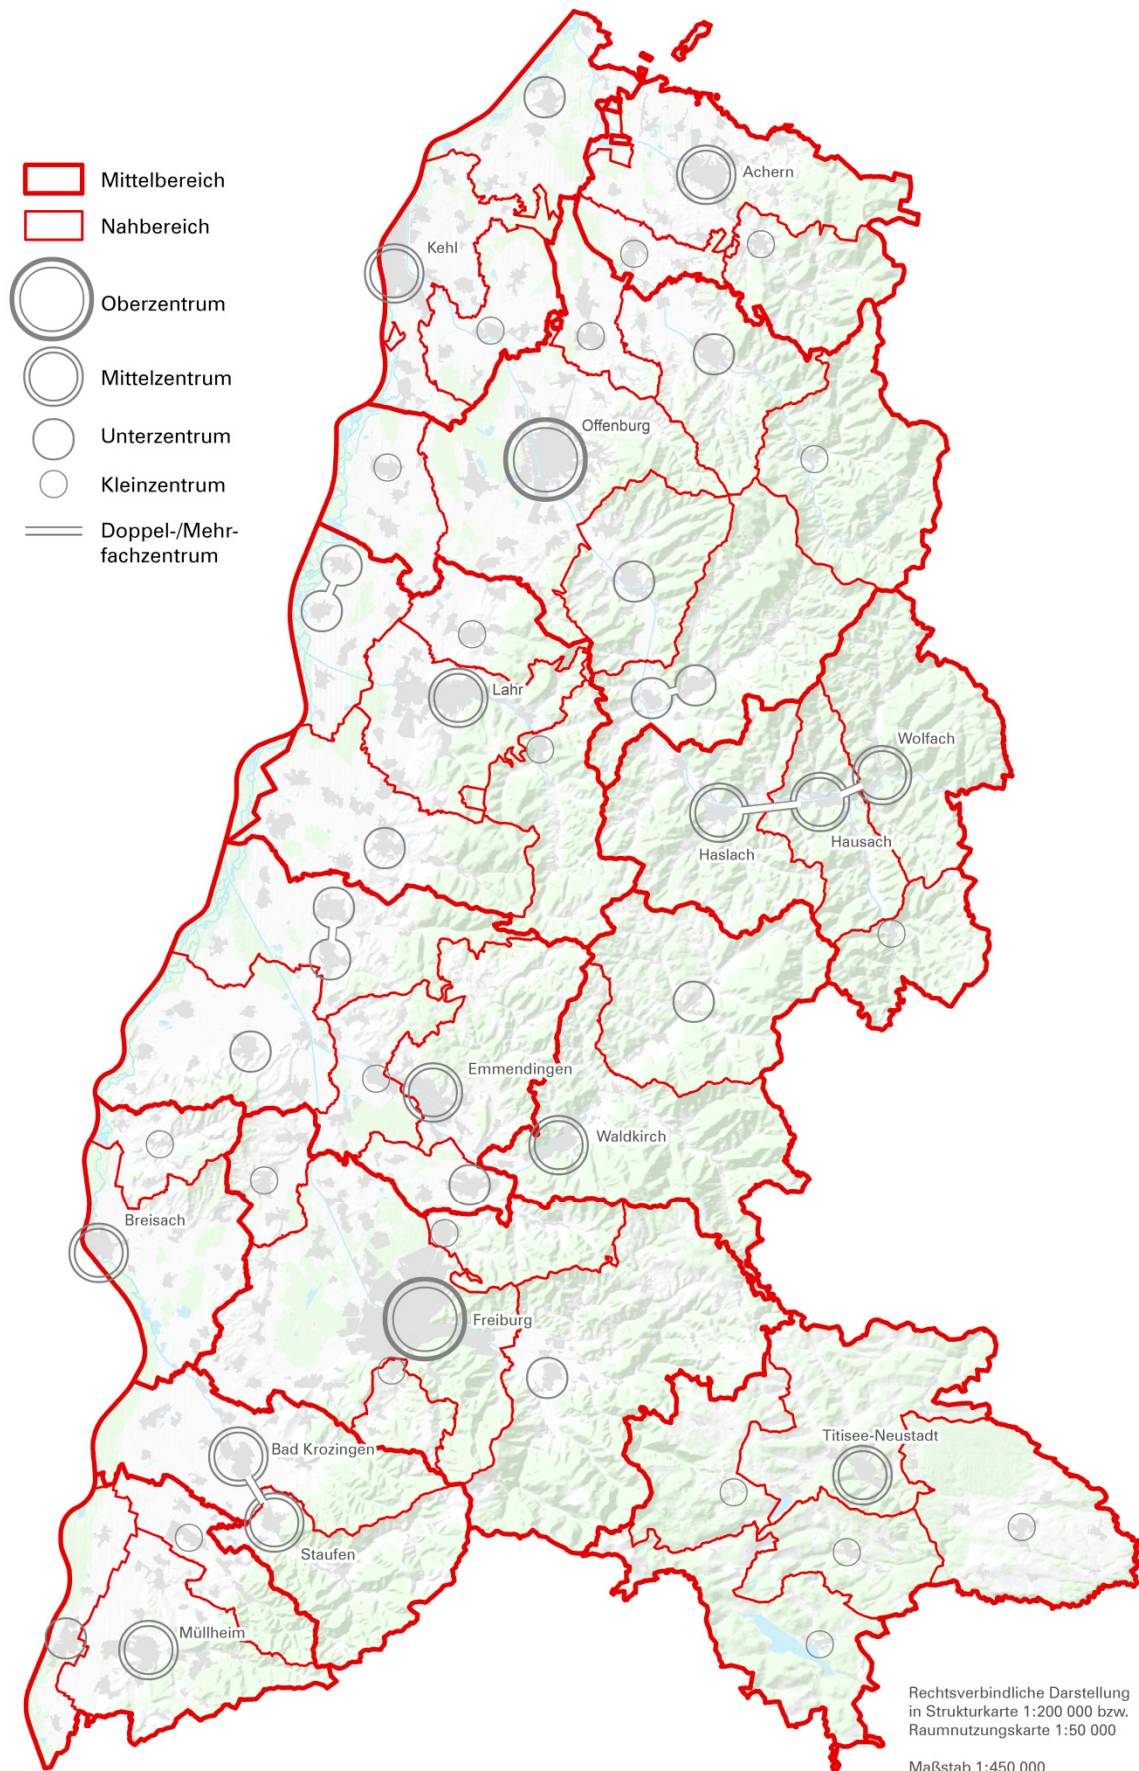 Mittelbereich
Nahbereich
Oberzentrum
Mittelzentrum
Unterzentrum
Kleinzentrum
Doppel-/Mehr-
fachzentrum
Achern
Kehl
Offenburg
Lahr
Wolfach
Haslach
Hausach
Emmendingen
Waldkirch
Breisach
Freiburg
Bad Krozingen
Titisee-Neustadt
Staufen
Müllheim
Rechtsverbindliche Darstellung
in Strukturkarte 1:200 000 bzw.
Raumnutzungskarte 1:50 000
Maßstab 1:450 000